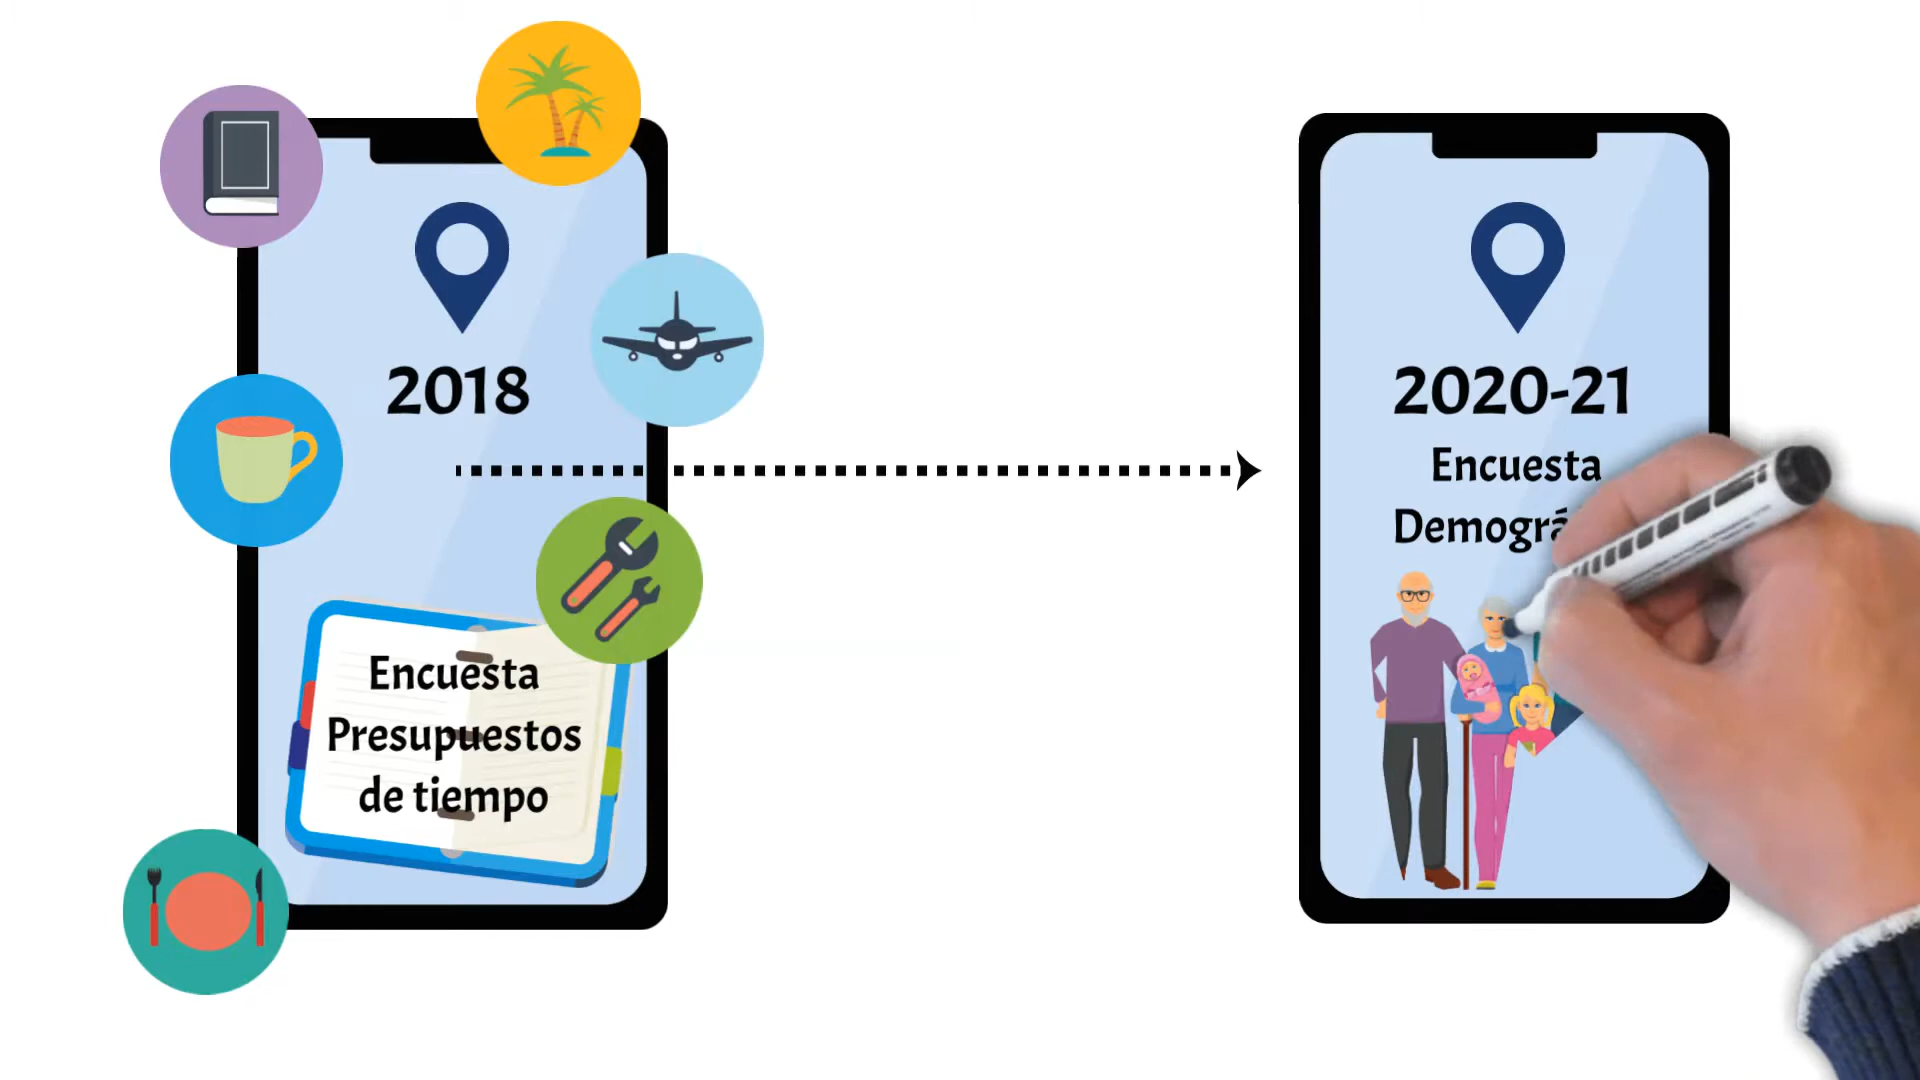 2018
Encuesta
Presupuestos
de tiempo
2020-21
Encuesta